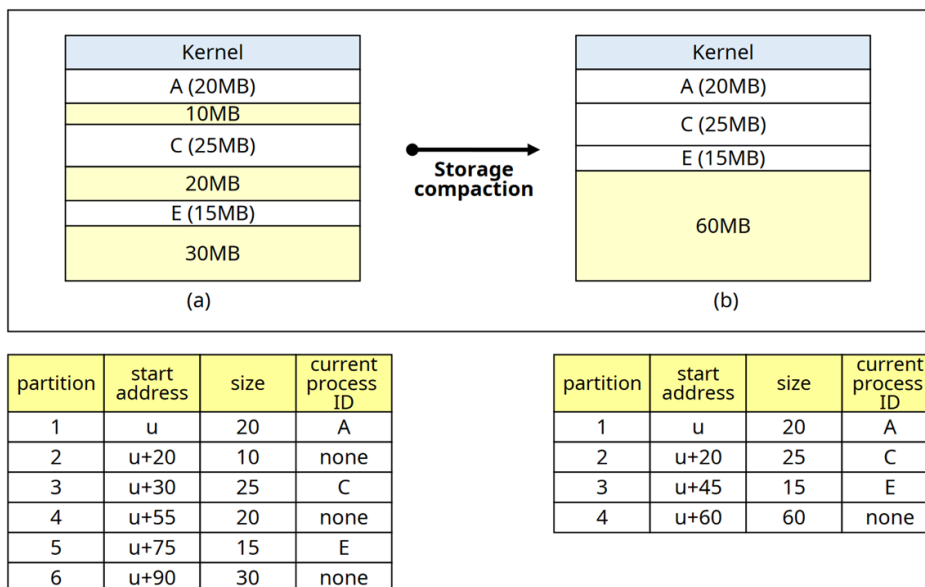 Kernel
A (20MB)
10MB
C (25MB)
20MB
E (15MB)
30MB
(a)
Storage
compaction
Kernel
A (20MB)
C (25MB)
E (15MB)
60MB
(b)
partition start address size current process ID
1 u 20 A
2 u+20 10 none
3 u+30 25 C
4 u+55 20 none
5 u+75 15 E
6 u+90 30 none
partition start address size current process ID
1 u 20 A
2 u+20 25 C
3 u+45 15 E
4 u+60 60 none